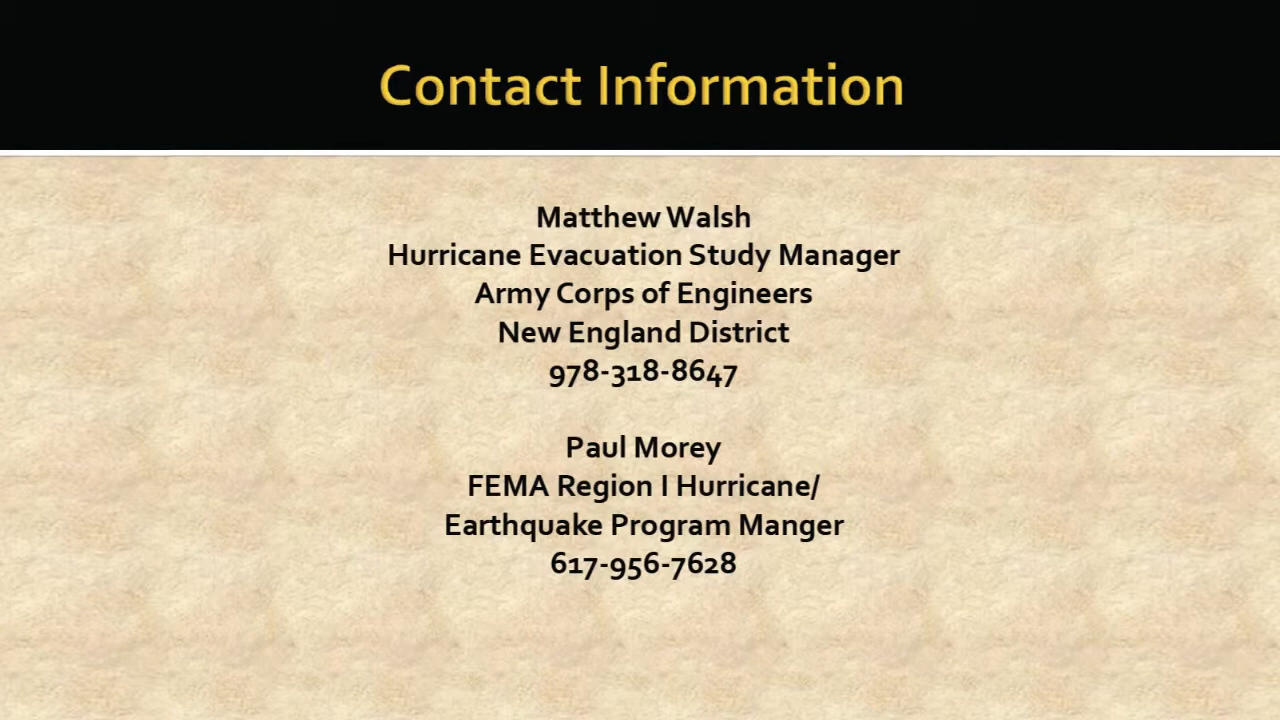 Contact Information
Matthew Walsh
Hurricane Evacuation Study Manager
Army Corps of Engineers
New England District
978-318-8647
Paul Morey
FEMA Region I Hurricane/
Earthquake Program Manger
617-956-7628